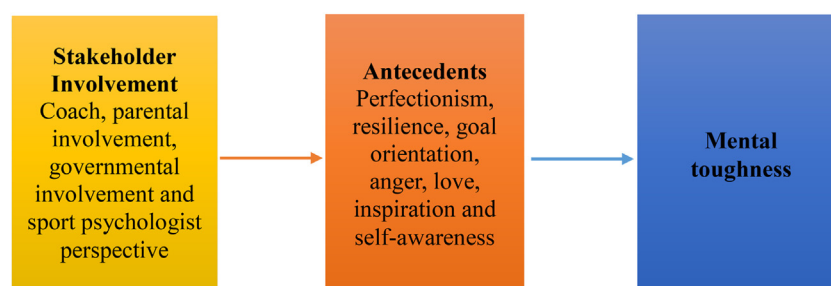 Stakeholder
Involvement
Coach, parental
involvement,
governmental
involvement and
sport psychologist
perspective
Antecedents
Perfectionism,
resilience, goal
orientation,
anger, love,
inspiration and
self-awareness
Mental
toughness